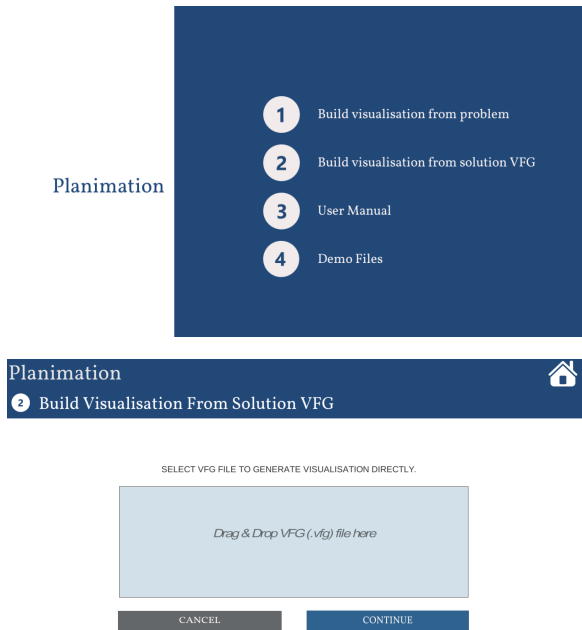 Planimation
1 Build visualisation from problem
2 Build visualisation from solution VFG
3 User Manual
4 Demo Files
Planimation
2 Build Visualisation From Solution VFG
SELECT VFG FILE TO GENERATE VISUALISATION DIRECTLY.
Drag & Drop VFG (.vfg) file here
CANCEL CONTINUE